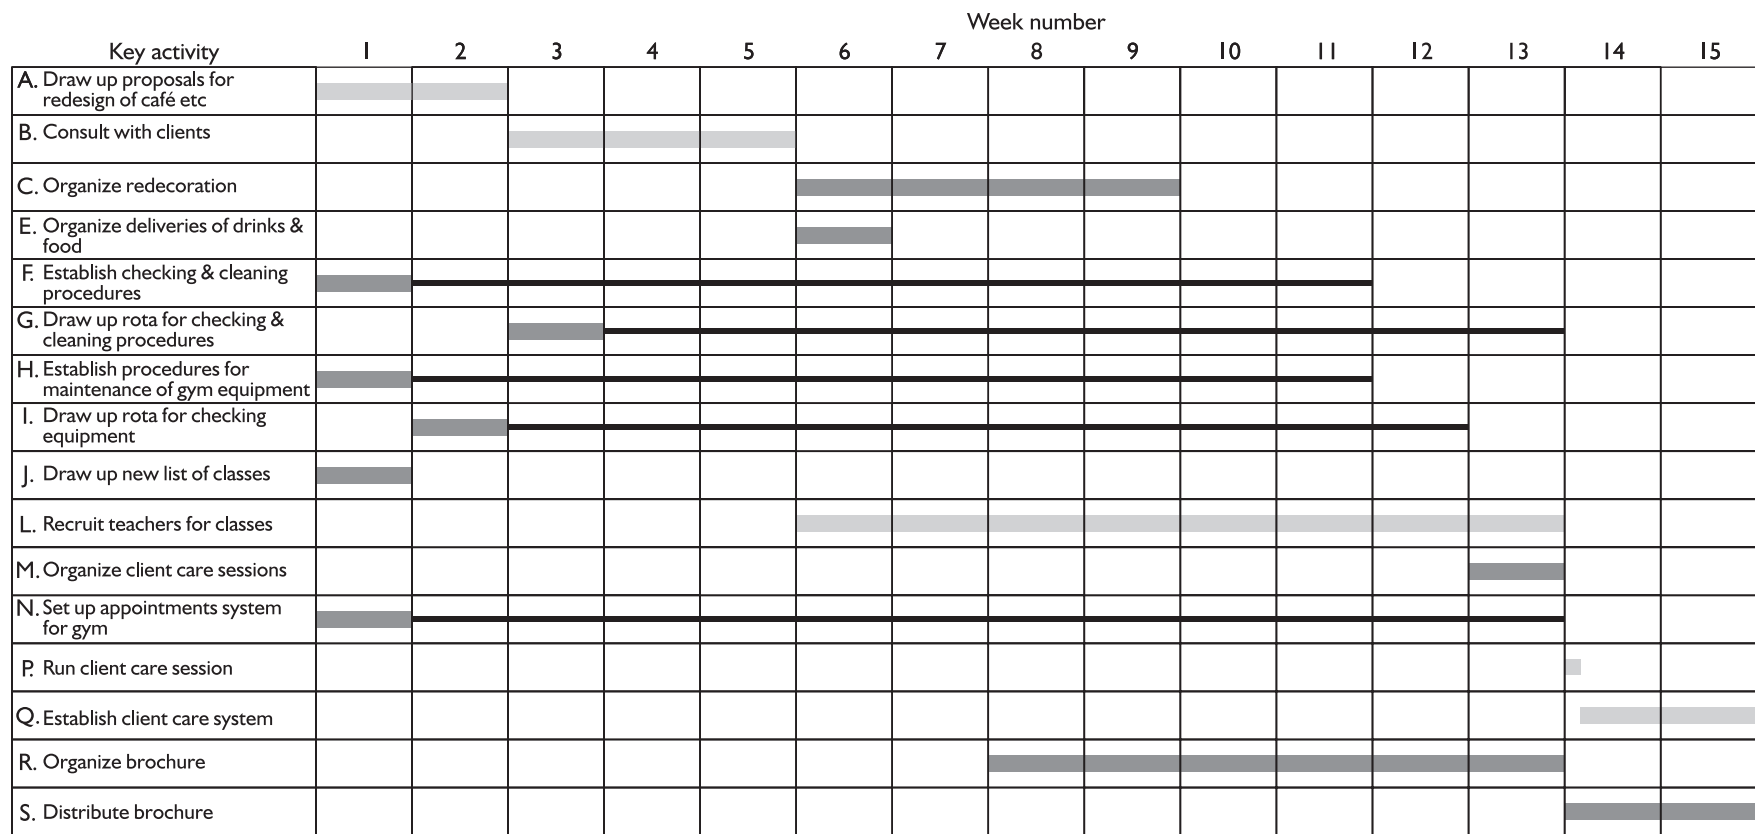 Week number
Key activity 1 2 3 4 5 6 7 8 9 10 11 12 13 14 15
A. Draw up proposals for
redesign of café etc
B. Consult with clients
C. Organize redecoration
E. Organize deliveries of drinks &
food
F. Establish checking & cleaning
procedures
G. Draw up rota for checking &
cleaning procedures
H. Establish procedures for
maintenance of gym equipment
I. Draw up rota for checking
equipment
J. Draw up new list of classes
L. Recruit teachers for classes
M. Organize client care sessions
N. Set up appointments system
for gym
P. Run client care session
Q. Establish client care system
R. Organize brochure
S. Distribute brochure